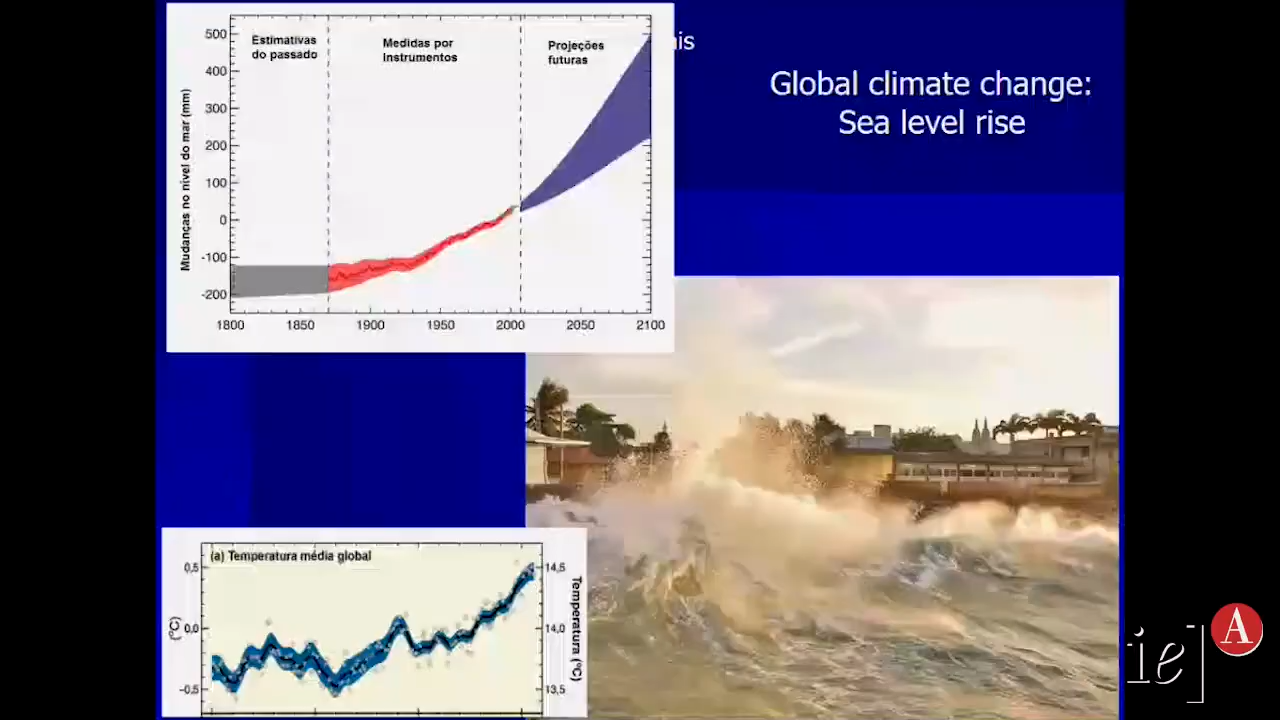 Estimativas
do passado
Medidas por
Instrumentos
Projeções
futuras
500
400
300
200
100
0
-100
-200
Mudanças no nível do mar (mm)
1800 1850 1900 1950 2000 2050 2100
is
Global climate change:
Sea level rise
(a) Temperatura média global
0,5
0,0
-0,5
(°C)
14,5
14,0
13,5
Temperatura (°C)
ie]
A